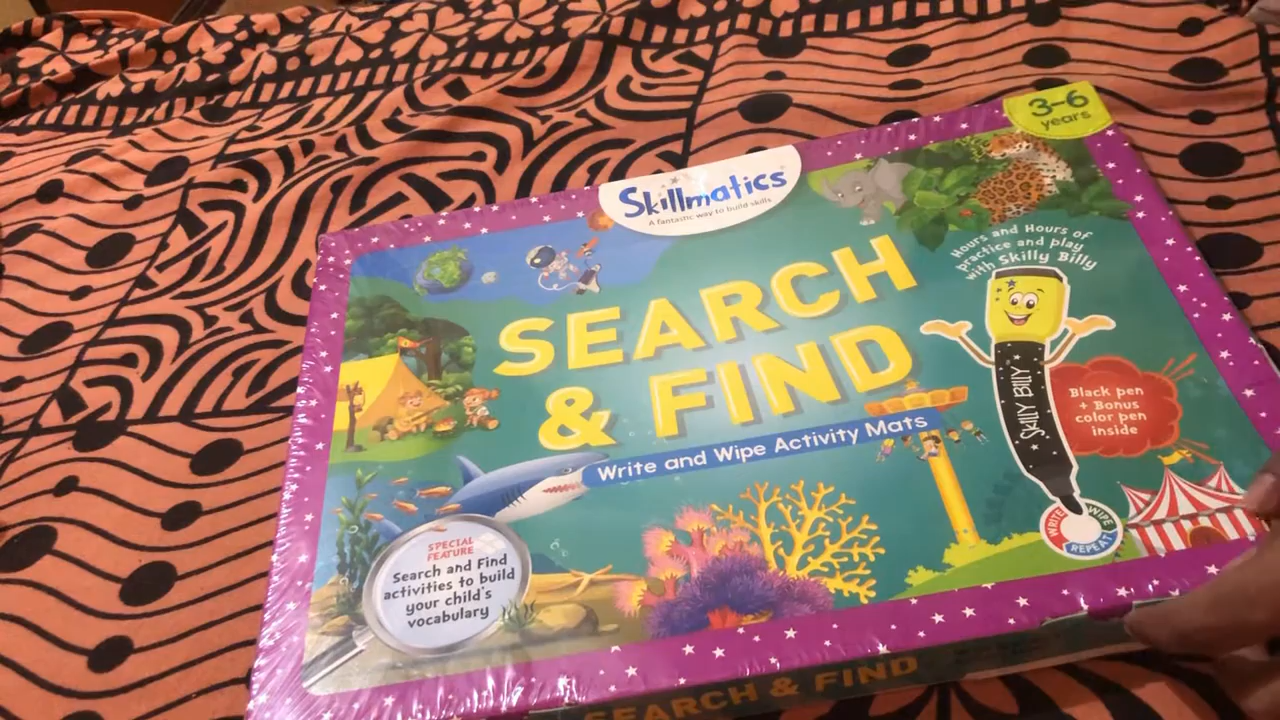 3-6
years
Skillmatics
A fantastic way to build skills
Hours and Hours of
practice and play
with Skilly Billy
SEARCH
& FIND
Write and Wipe Activity Mats
SKILLY BILLY
Black pen
+ Bonus
color pen
inside
WRITE
WIPE
REPEAT
SPECIAL
FEATURE
Search and Find
activities to build
your child's
vocabulary
SEARCH & FIND